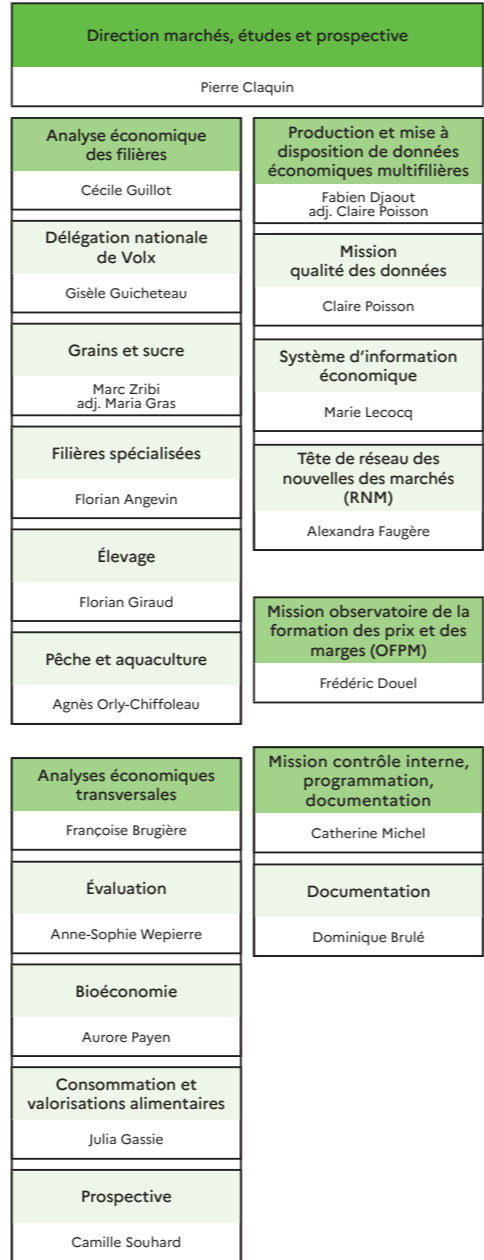 Direction marchés, études et prospective
Pierre Claquin
Analyse économique
des filières
Cécile Guillot
Délégation nationale
de Volx
Gisèle Guicheteau
Grains et sucre
Marc Zribi
adj. Maria Gras
Filières spécialisées
Florian Angevin
Élevage
Florian Giraud
Pêche et aquaculture
Agnès Orly-Chiffoleau
Analyses économiques
transversales
Françoise Brugière
Évaluation
Anne-Sophie Wepierre
Bioéconomie
Aurore Payen
Consommation et
valorisations alimentaires
Julia Gassie
Prospective
Camille Souhard
Production et mise à
disposition de données
économiques multifilières
Fabien Djaout
adj. Claire Poisson
Mission
qualité des données
Claire Poisson
Système d'information
économique
Marie Lecocq
Tête de réseau des
nouvelles des marchés
(RNM)
Alexandra Faugère
Mission observatoire de la
formation des prix et des
marges (OFPM)
Frédéric Douel
Mission contrôle interne,
programmation,
documentation
Catherine Michel
Documentation
Dominique Brulé